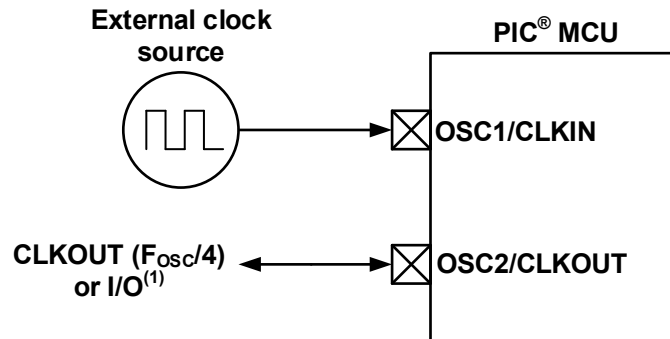 External clock
source
PIC® MCU
OSC1/CLKIN
CLKOUT (FOSC/4)
or I/O(1)
OSC2/CLKOUT